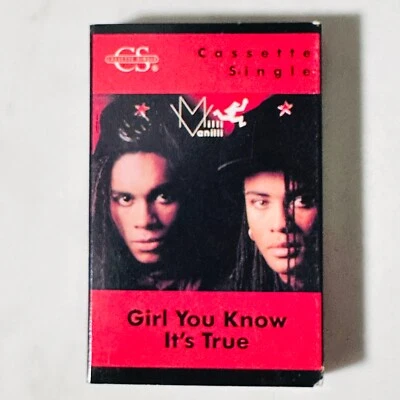 CS®
Cassette
Single
Milli
Vanilli
Girl You Know
It's True